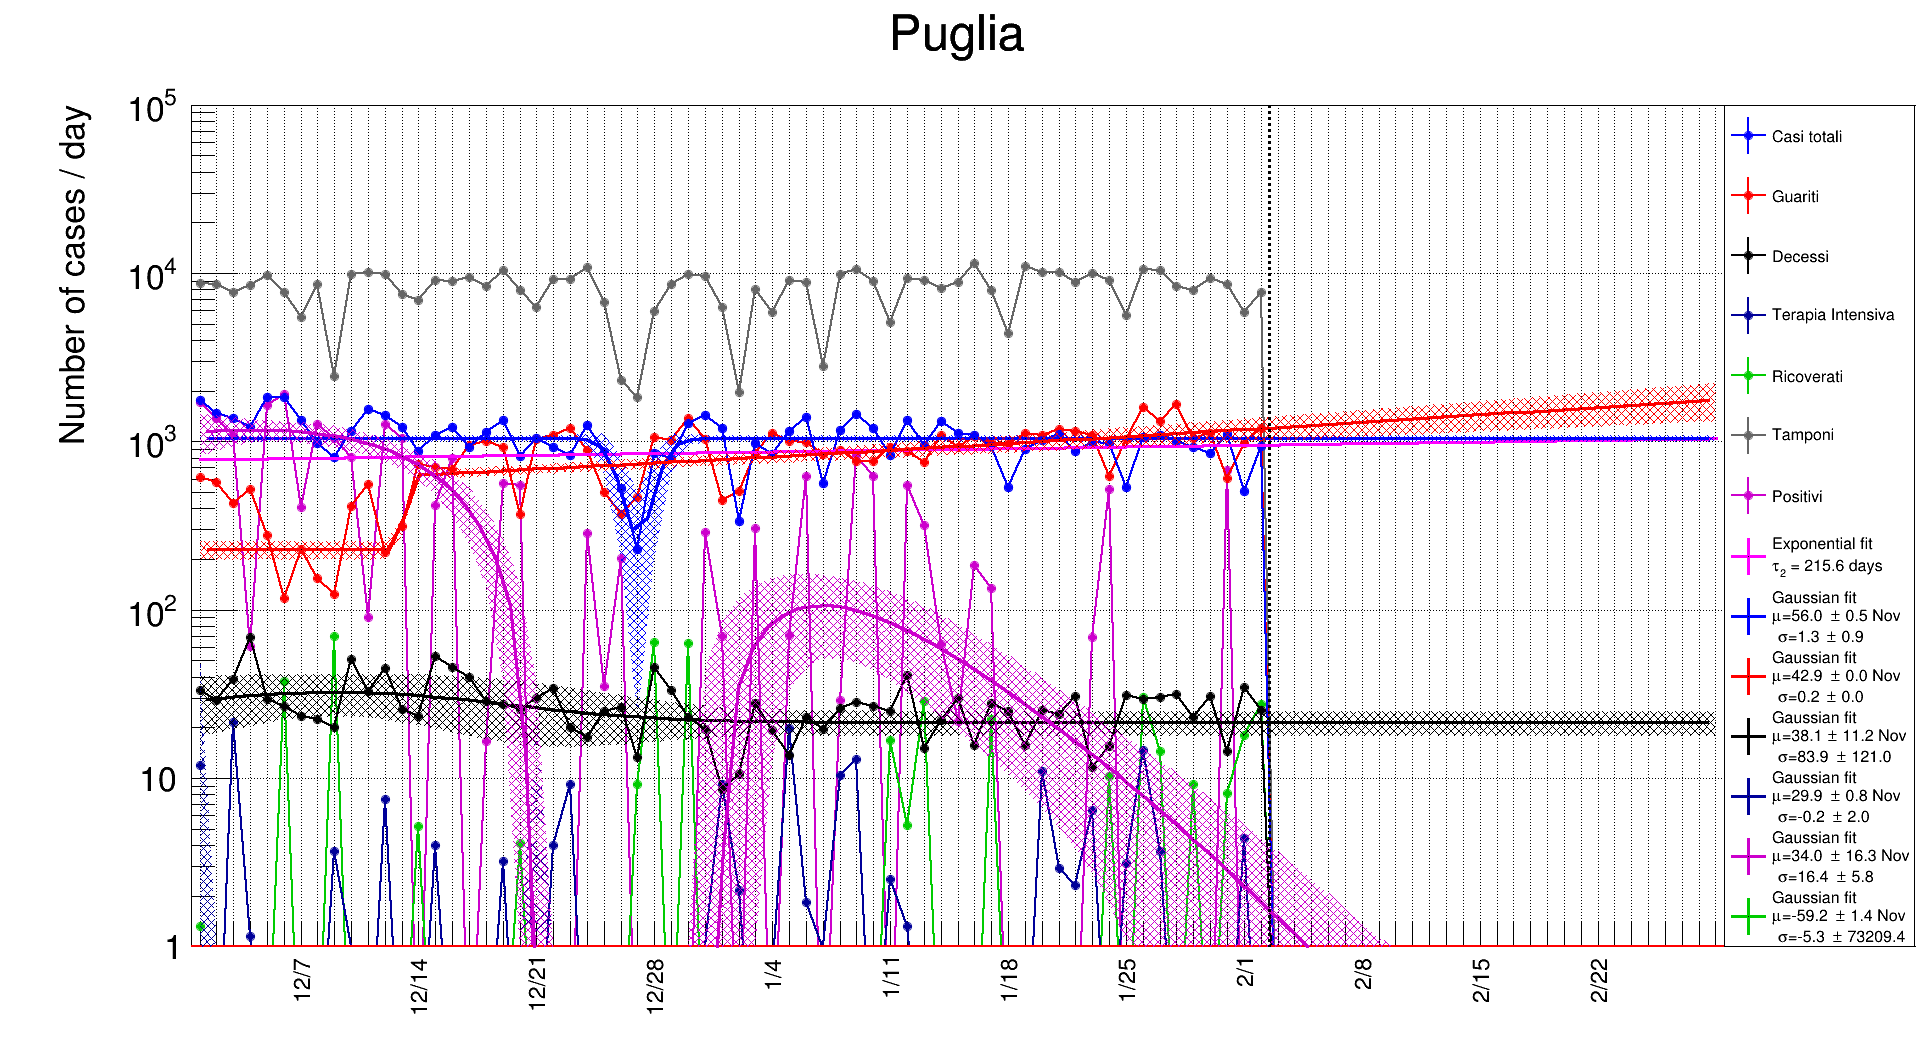 Puglia
Number of cases / day
10^5
10^4
10^3
10^2
10
1
12/7
12/14
12/21
12/28
1/4
1/11
1/18
1/25
2/1
2/8
2/15
2/22
Casi totali
Guariti
Decessi
Terapia Intensiva
Ricoverati
Tamponi
Positivi
Exponential fit
τ₂ = 215.6 days
Gaussian fit
μ=56.0 ± 0.5 Nov
σ=1.3 ± 0.9
Gaussian fit
μ=42.9 ± 0.0 Nov
σ=0.2 ± 0.0
Gaussian fit
μ=38.1 ± 11.2 Nov
σ=83.9 ± 121.0
Gaussian fit
μ=29.9 ± 0.8 Nov
σ=-0.2 ± 2.0
Gaussian fit
μ=34.0 ± 16.3 Nov
σ=16.4 ± 5.8
Gaussian fit
μ=-59.2 ± 1.4 Nov
σ=-5.3 ± 73209.4